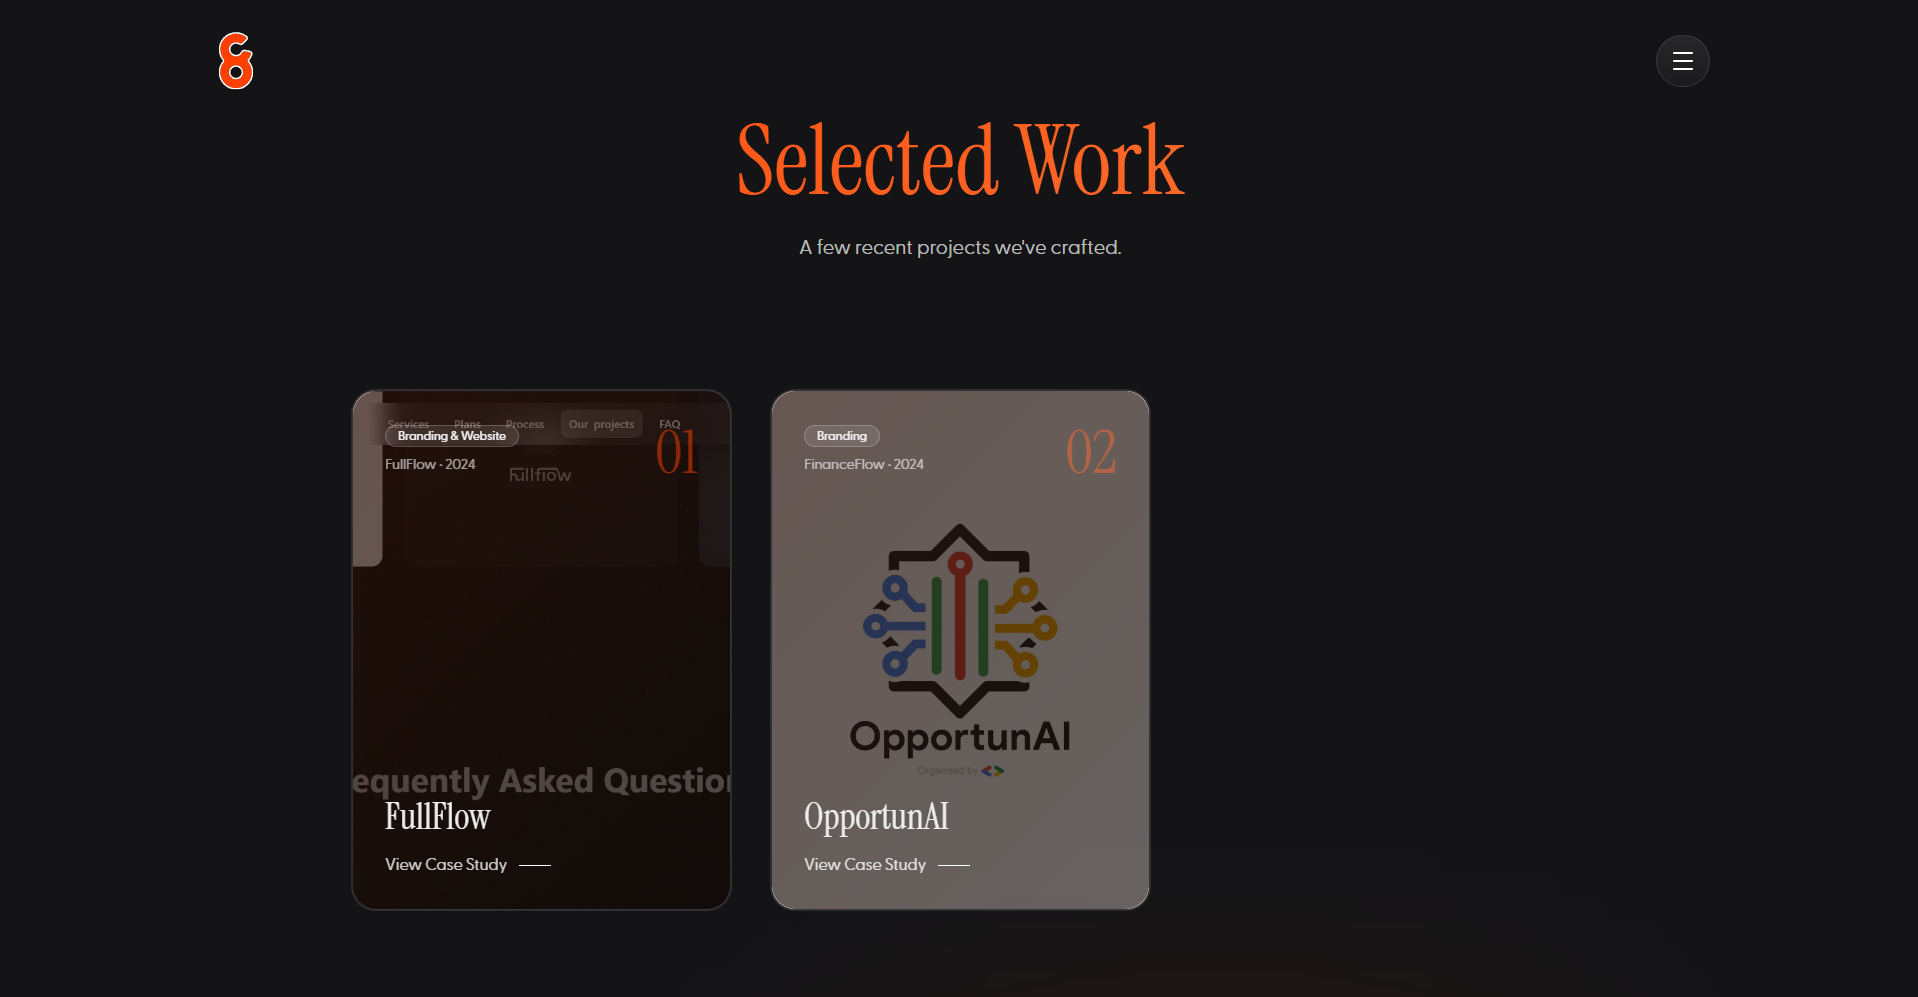 Selected Work
A few recent projects we've crafted.
Services Plans Process Our projects FAQ
Branding & Website
01
FullFlow · 2024
fullflow
equently Asked Question
FullFlow
View Case Study
Branding
02
FinanceFlow · 2024
OpportunAI
Organised by
OpportunAI
View Case Study